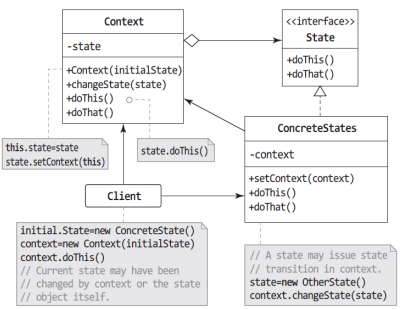 Context
-state
+Context(initialState)
+changeState(state)
+doThis()
+doThat()
<<interface>>
State
+doThis()
+doThat()
this.state=state
state.setContext(this)
state.doThis()
ConcreteStates
-context
+setContext(context)
+doThis()
+doThat()
Client
initial.State=new ConcreteState()
context=new Context(initialState)
context.doThis()
// Current state may have been
// changed by context or the state
// object itself.
// A state may issue state
// transition in context.
state=new OtherState()
context.changeState(state)